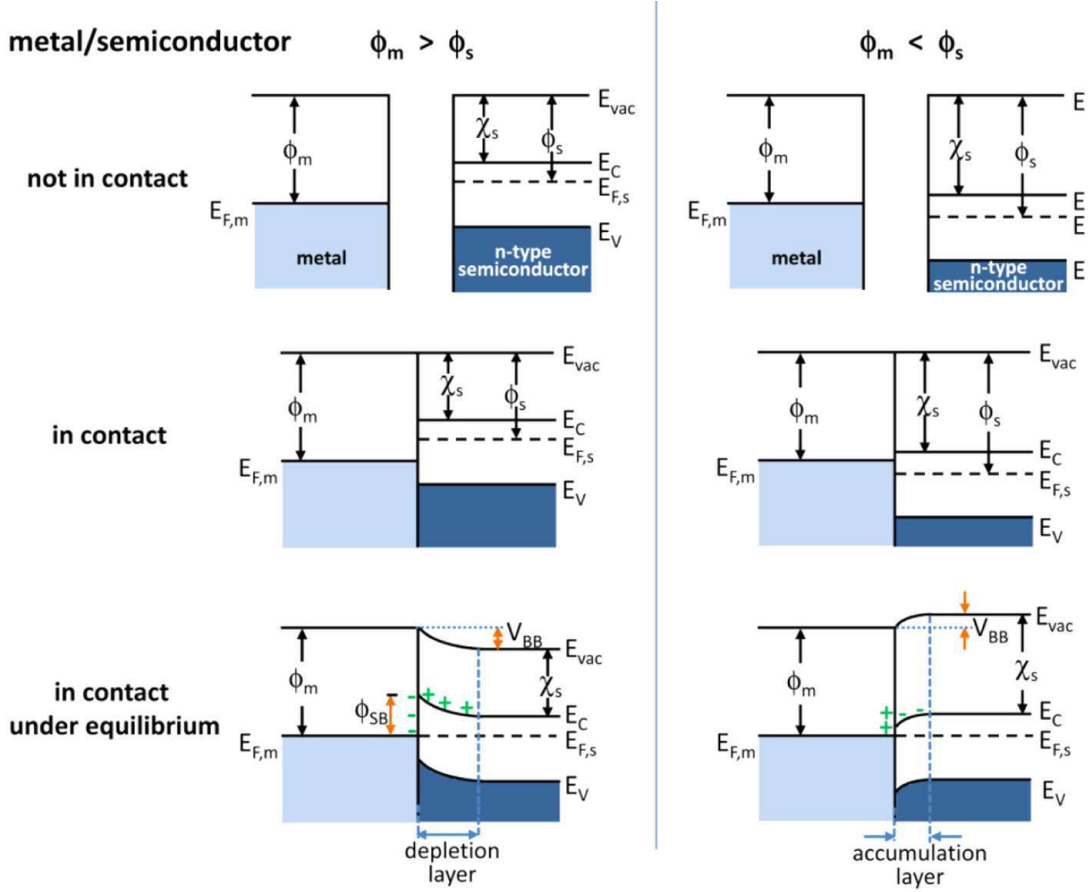 metal/semiconductor
ϕm > ϕs
ϕm < ϕs
not in contact
ϕm
EF,m
metal
χs
ϕs
Evac
EC
EF,s
EV
n-type
semiconductor
ϕm
EF,m
metal
χs
ϕs
E
E
E
E
n-type
semiconductor
in contact
ϕm
EF,m
χs
ϕs
Evac
EC
EF,s
EV
ϕm
EF,m
χs
ϕs
Evac
EC
EF,s
EV
in contact
under equilibrium
ϕm
EF,m
ϕSB
- - -
+ + + +
VBB
Evac
χs
EC
EF,s
EV
depletion
layer
ϕm
EF,m
+ +
- -
VBB
Evac
χs
EC
EF,s
EV
accumulation
layer